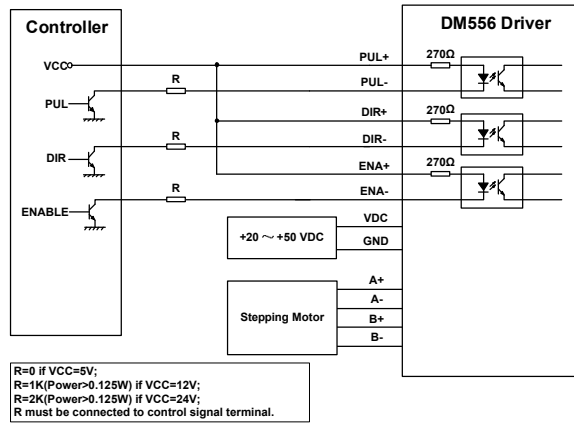 Controller
DM556 Driver
VCC
PUL+
270Ω
PUL
R
PUL-
DIR+
270Ω
DIR
R
DIR-
ENA+
270Ω
ENABLE
R
ENA-
+20 ～ +50 VDC
VDC
GND
Stepping Motor
A+
A-
B+
B-
R=0 if VCC=5V;
R=1K(Power>0.125W) if VCC=12V;
R=2K(Power>0.125W) if VCC=24V;
R must be connected to control signal terminal.